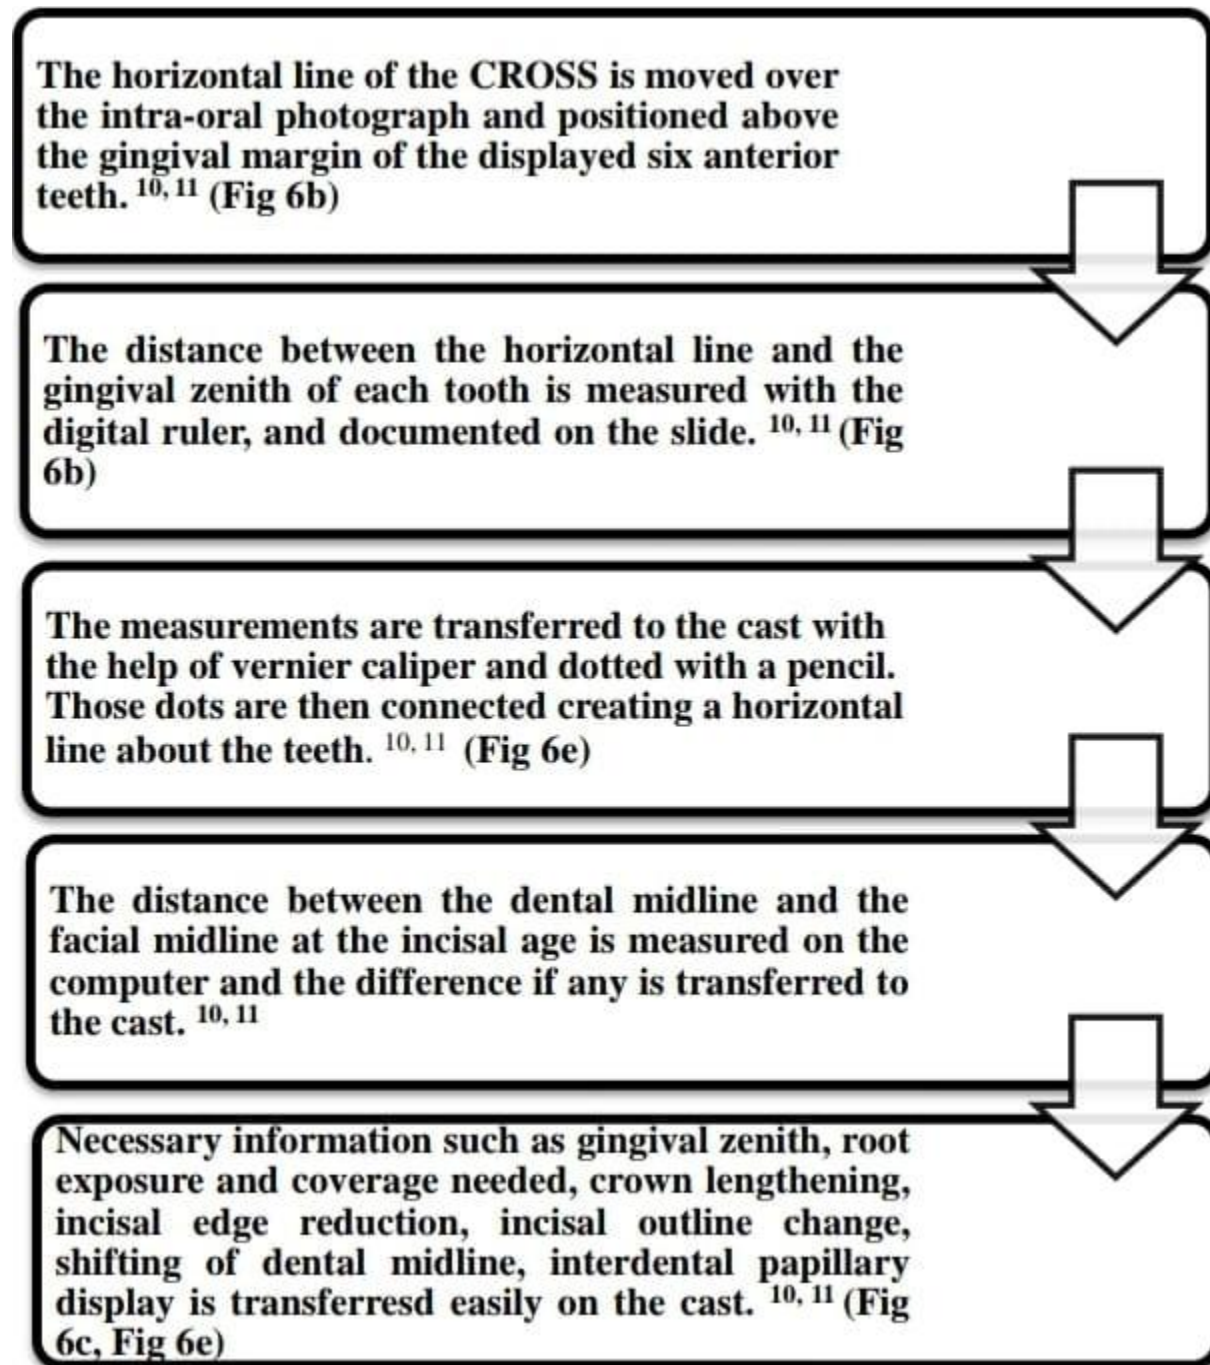 The horizontal line of the CROSS is moved over
the intra-oral photograph and positioned above
the gingival margin of the displayed six anterior
teeth. 10, 11 (Fig 6b)
The distance between the horizontal line and the
gingival zenith of each tooth is measured with the
digital ruler, and documented on the slide. 10, 11 (Fig
6b)
The measurements are transferred to the cast with
the help of vernier caliper and dotted with a pencil.
Those dots are then connected creating a horizontal
line about the teeth. 10, 11 (Fig 6e)
The distance between the dental midline and the
facial midline at the incisal age is measured on the
computer and the difference if any is transferred to
the cast. 10, 11
Necessary information such as gingival zenith, root
exposure and coverage needed, crown lengthening,
incisal edge reduction, incisal outline change,
shifting of dental midline, interdental papillary
display is transferresd easily on the cast. 10, 11 (Fig
6c, Fig 6e)